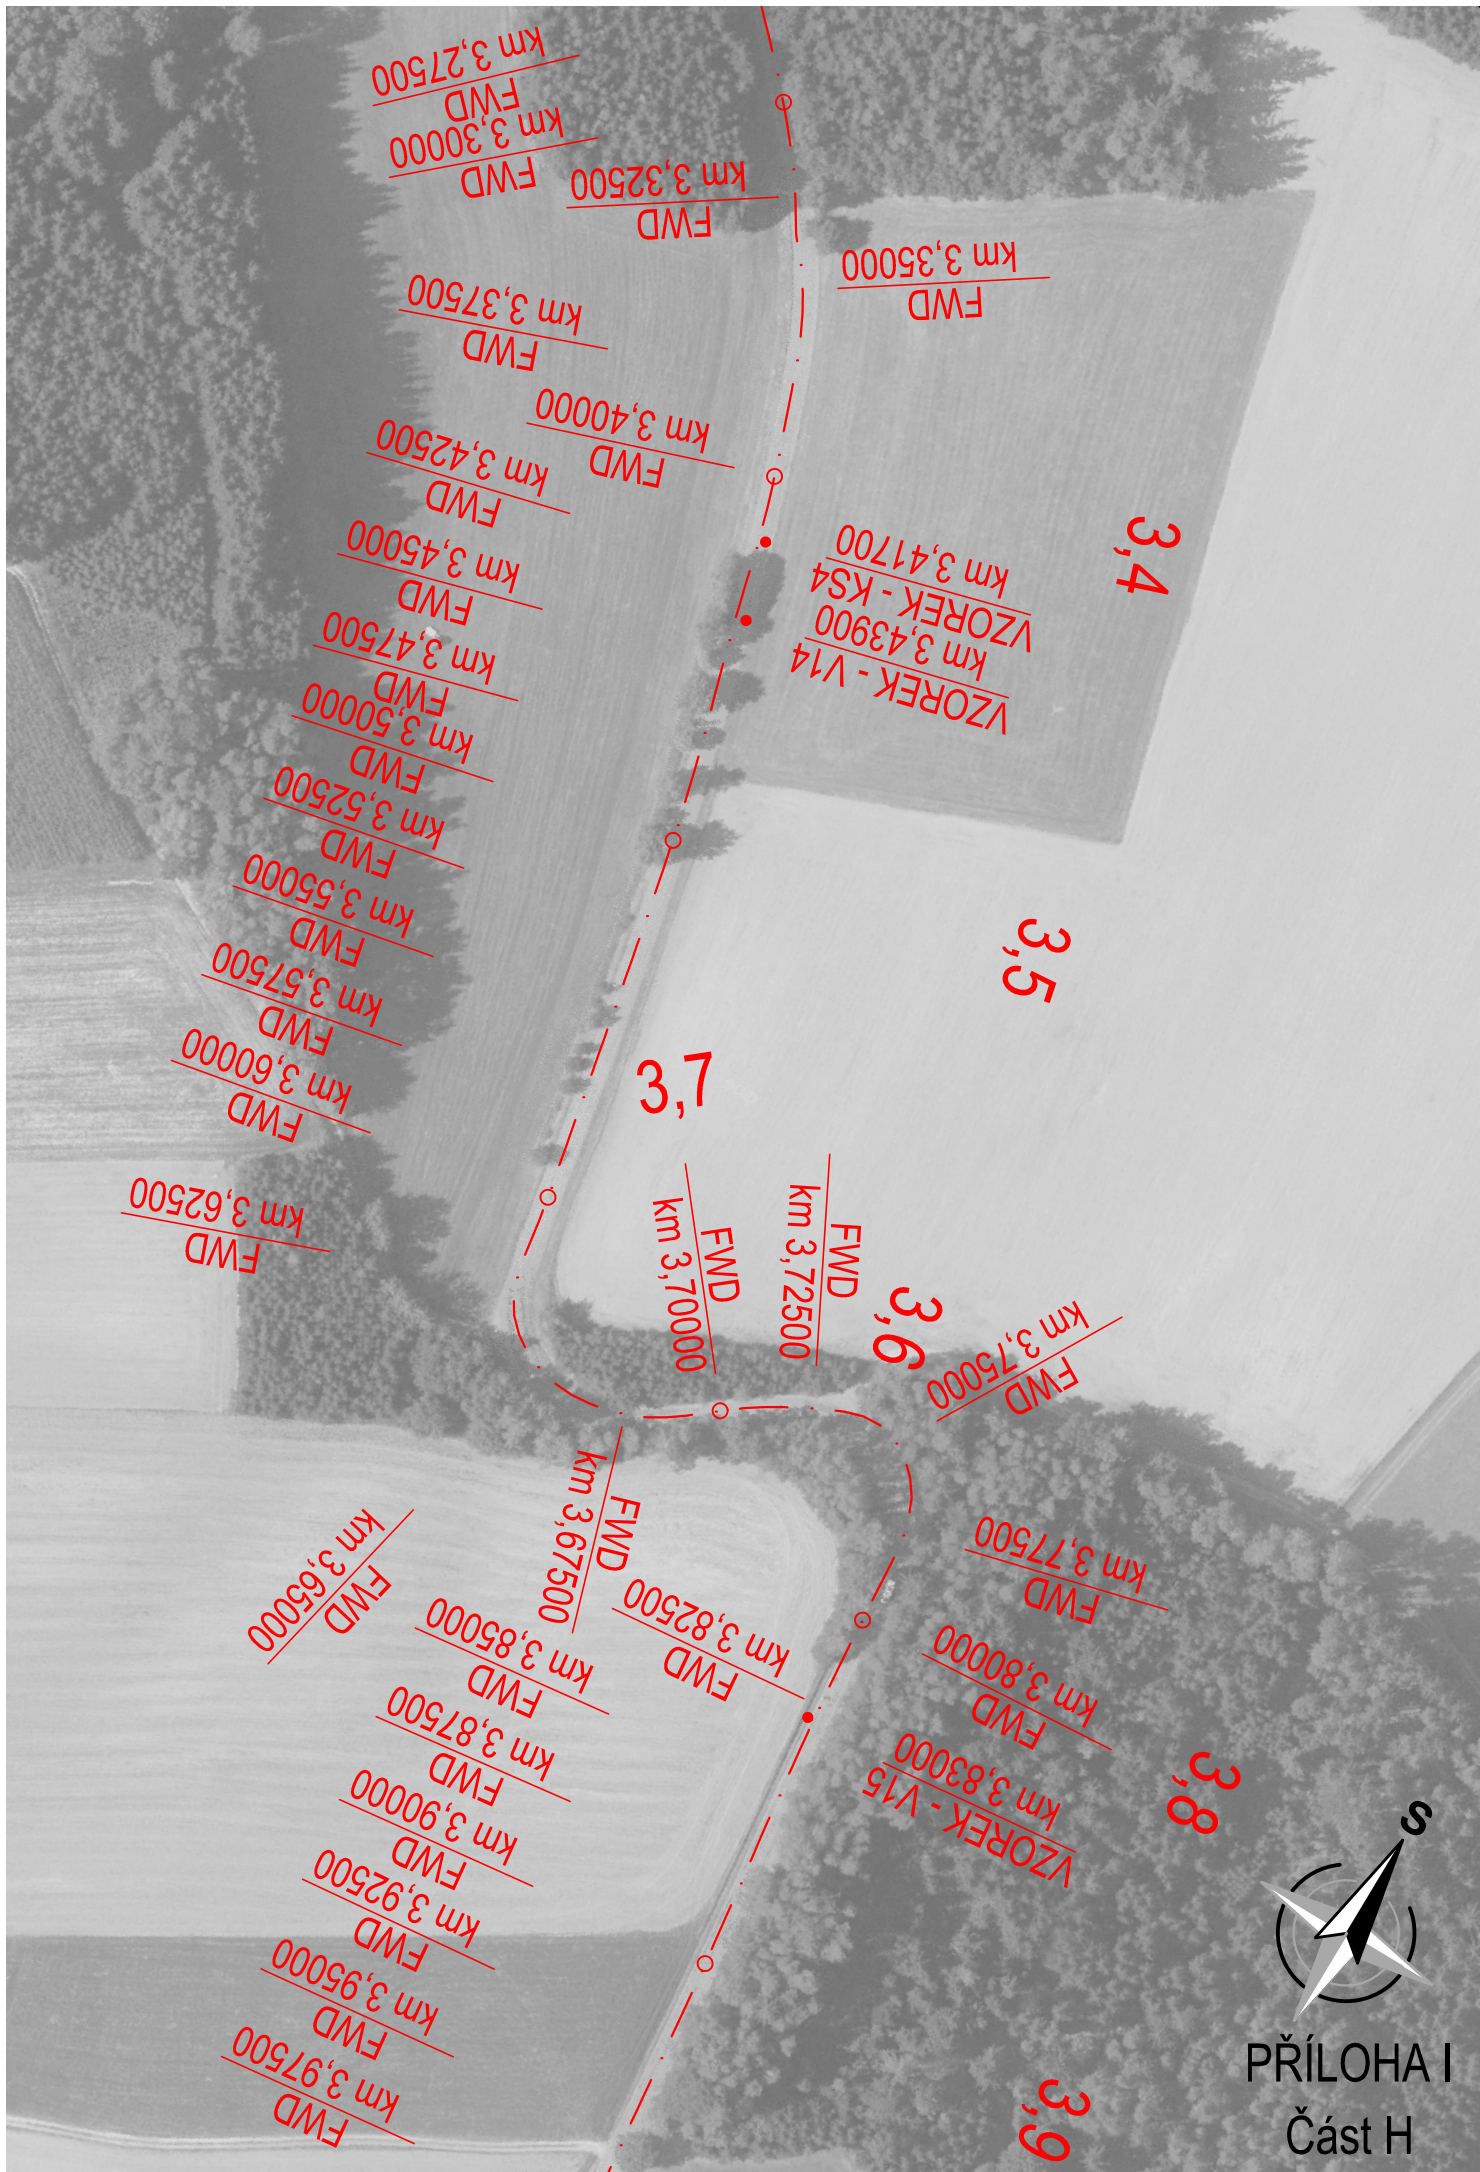 km 3,27500
FWD
km 3,30000
FWD
km 3,32500
FWD
km 3,35000
FWD
km 3,37500
FWD
km 3,40000
FWD
km 3,42500
FWD
km 3,45000
FWD
km 3,47500
FWD
km 3,50000
FWD
km 3,52500
FWD
km 3,55000
FWD
km 3,57500
FWD
km 3,60000
FWD
km 3,62500
FWD
km 3,41700
VZOREK - KS4
km 3,43900
VZOREK - V14
3,4
3,5
3,7
FWD
km 3,70000
FWD
km 3,72500
3,6
km 3,75000
FWD
FWD
km 3,67500
km 3,65000
FWD
km 3,77500
FWD
km 3,80000
FWD
km 3,82500
FWD
km 3,83000
VZOREK - V15
km 3,85000
FWD
km 3,87500
FWD
km 3,90000
FWD
km 3,92500
FWD
km 3,95000
FWD
km 3,97500
FWD
3,8
3,9
S
PŘÍLOHA I
Část H